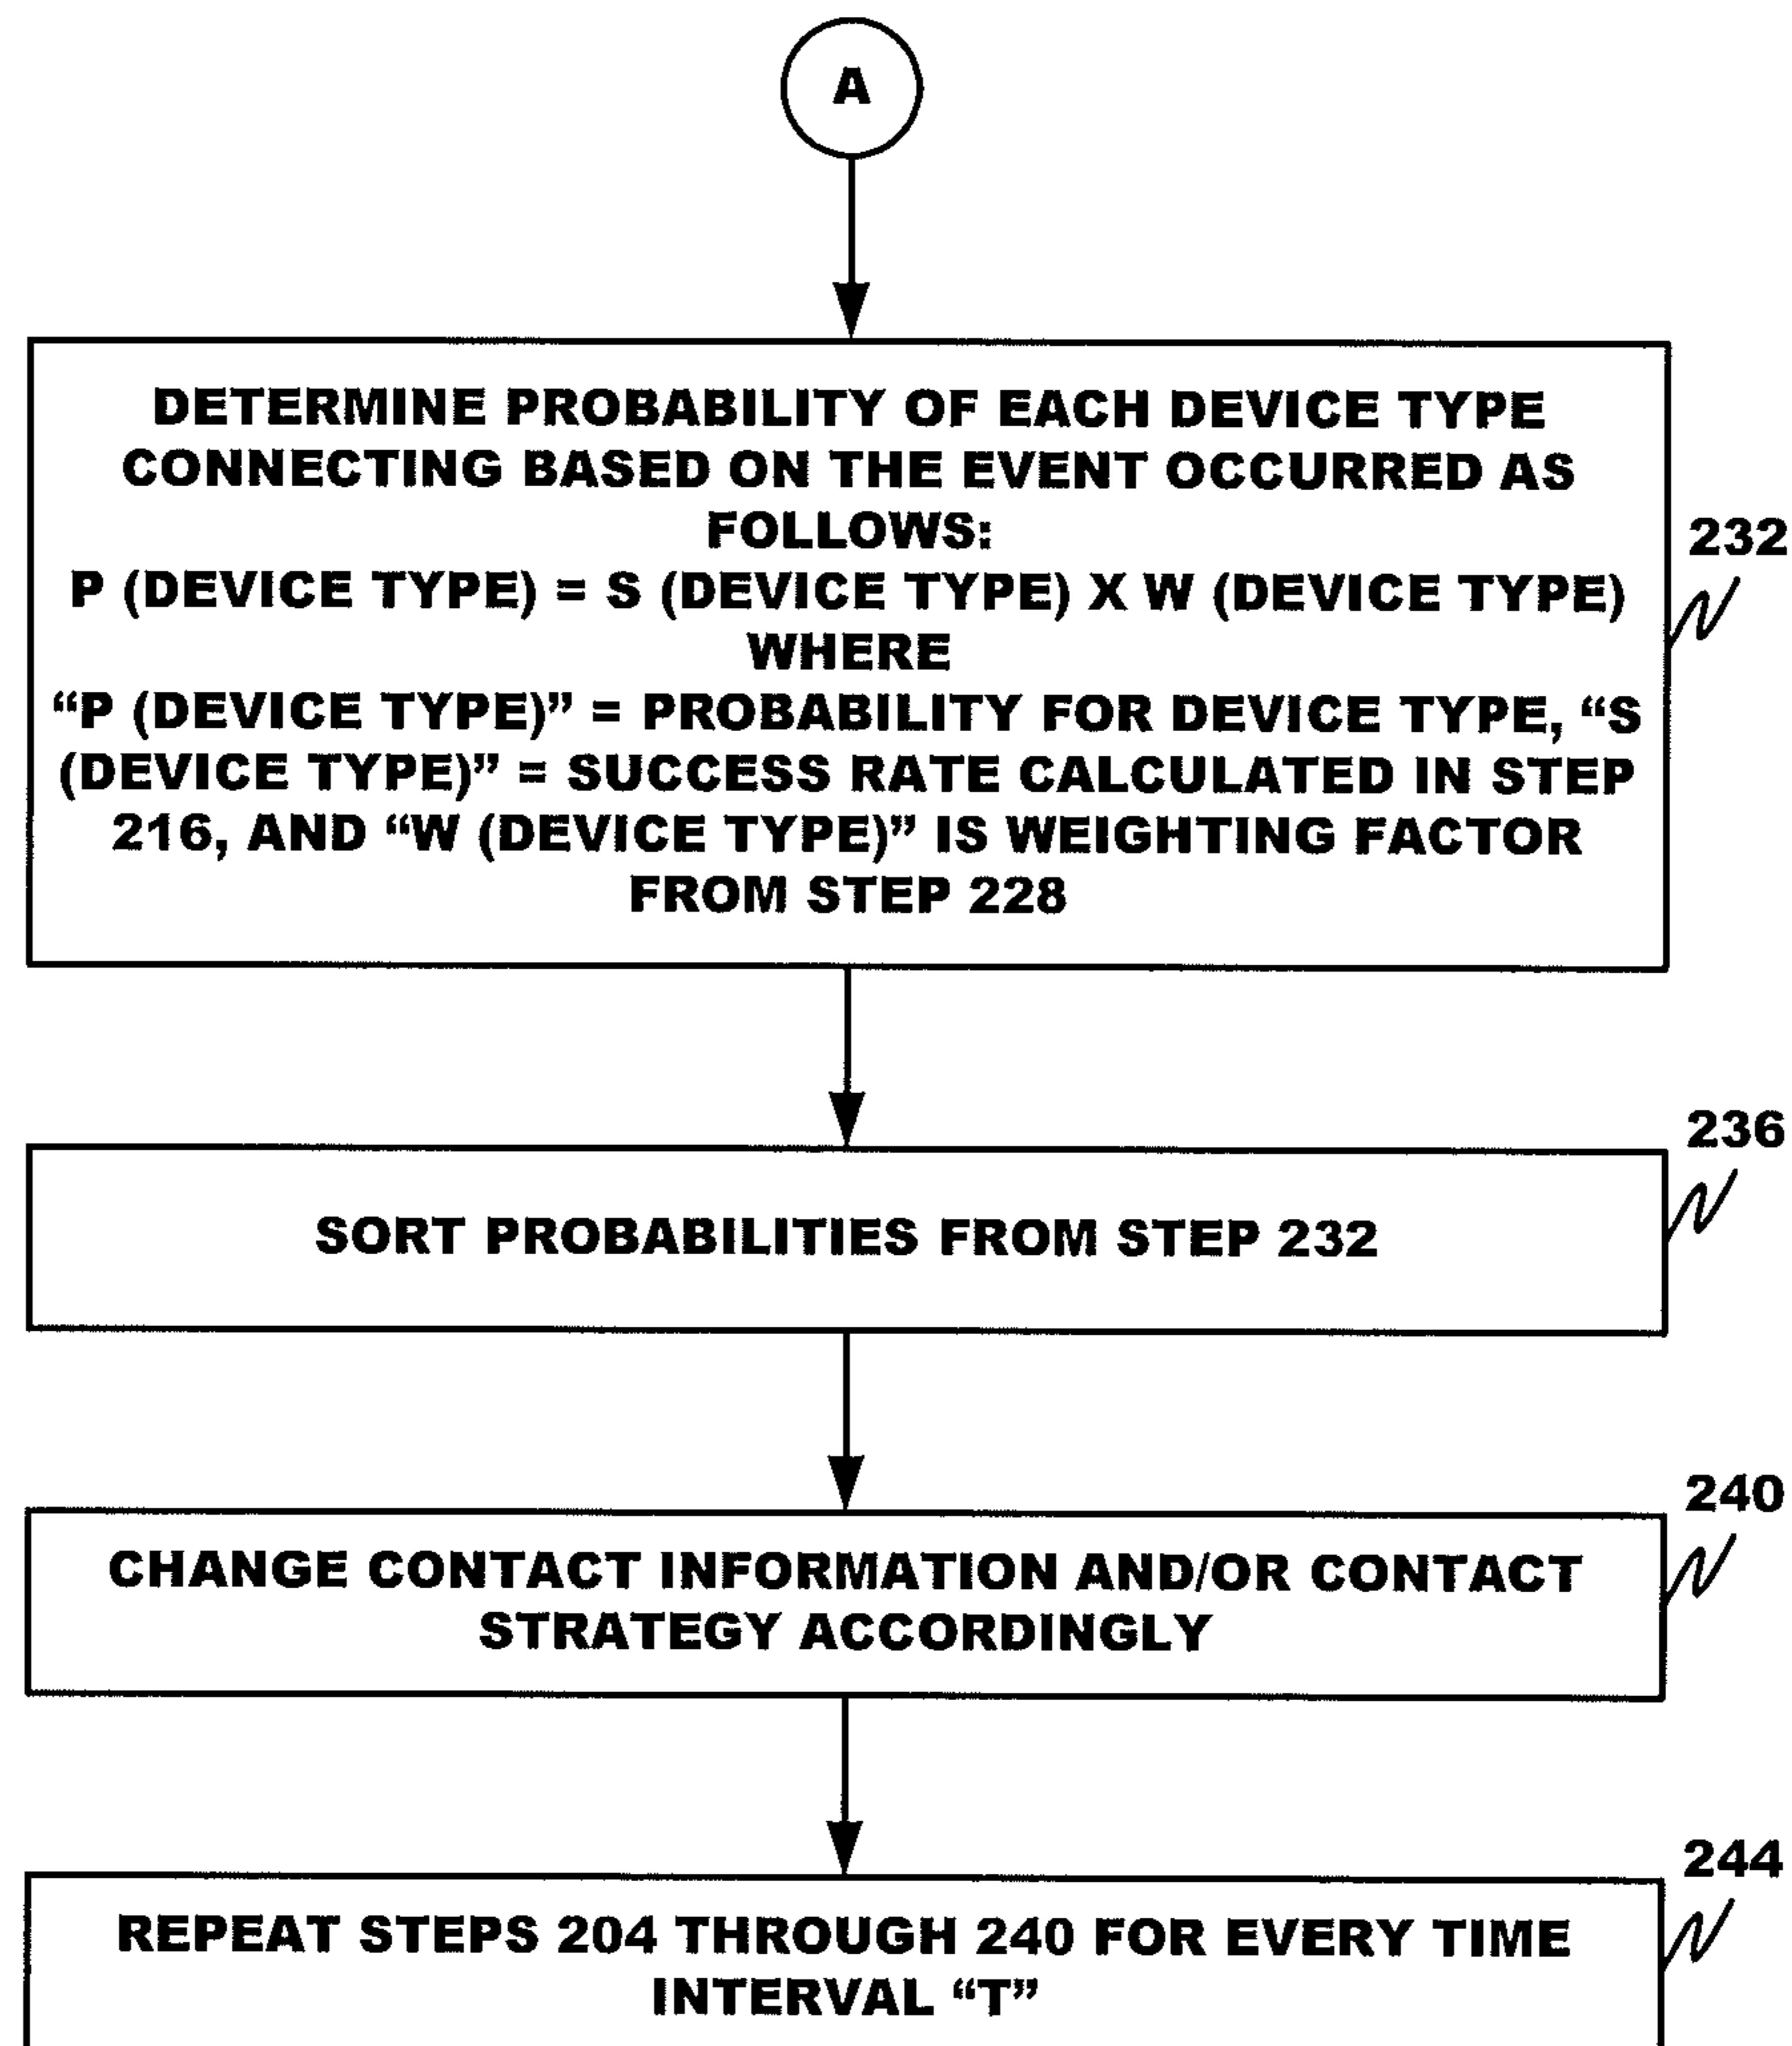 A
DETERMINE PROBABILITY OF EACH DEVICE TYPE
CONNECTING BASED ON THE EVENT OCCURRED AS
FOLLOWS:
P (DEVICE TYPE) = S (DEVICE TYPE) X W (DEVICE TYPE)
WHERE
“P (DEVICE TYPE)” = PROBABILITY FOR DEVICE TYPE, “S
(DEVICE TYPE)” = SUCCESS RATE CALCULATED IN STEP
216, AND “W (DEVICE TYPE)” IS WEIGHTING FACTOR
FROM STEP 228
232
236
SORT PROBABILITIES FROM STEP 232
240
CHANGE CONTACT INFORMATION AND/OR CONTACT
STRATEGY ACCORDINGLY
244
REPEAT STEPS 204 THROUGH 240 FOR EVERY TIME
INTERVAL “T”